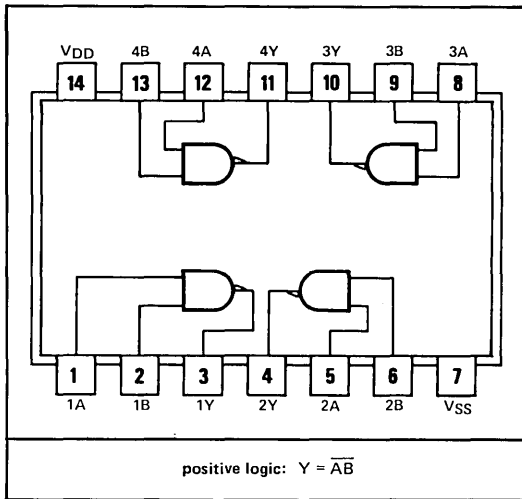 VDD 4B 4A 4Y 3Y 3B 3A
14 13 12 11 10 9 8
1 2 3 4 5 6 7
1A 1B 1Y 2Y 2A 2B VSS
positive logic: Y = A̅B̅